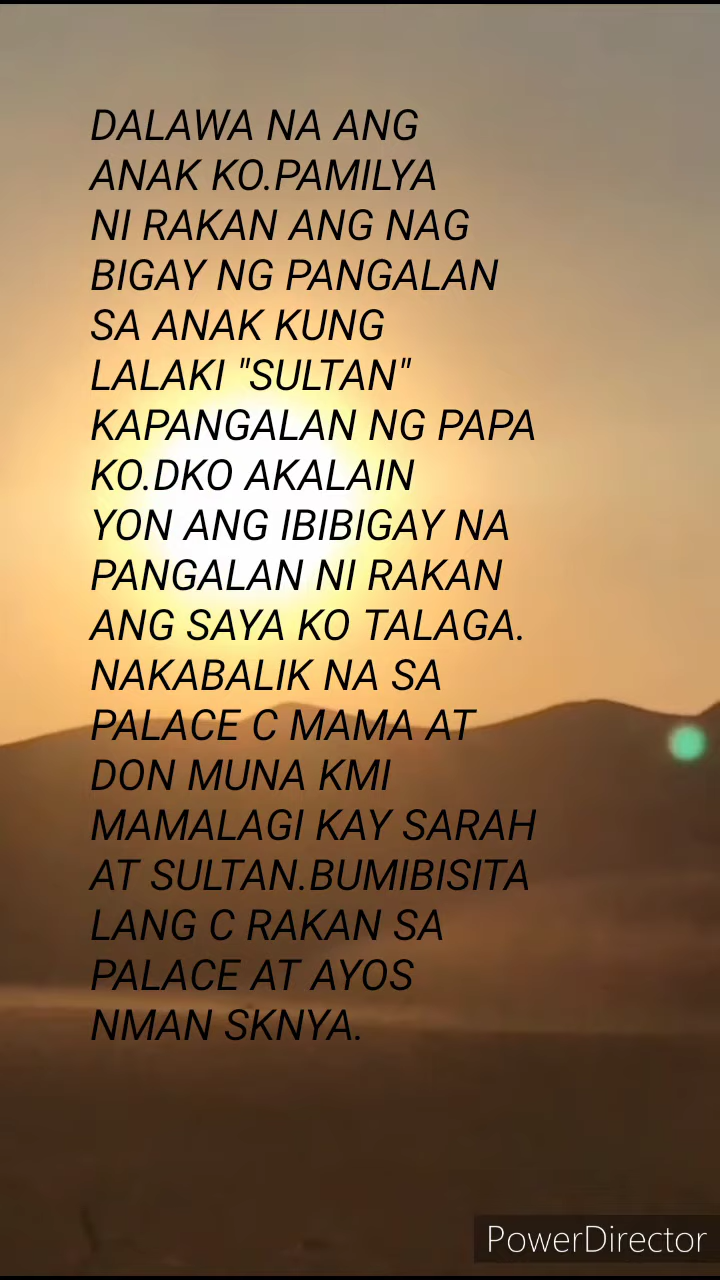 DALAWA NA ANG
ANAK KO.PAMILYA
NI RAKAN ANG NAG
BIGAY NG PANGALAN
SA ANAK KUNG
LALAKI "SULTAN"
KAPANGALAN NG PAPA
KO.DKO AKALAIN
YON ANG IBIBIGAY NA
PANGALAN NI RAKAN
ANG SAYA KO TALAGA.
NAKABALIK NA SA
PALACE C MAMA AT
DON MUNA KMI
MAMALAGI KAY SARAH
AT SULTAN.BUMIBISITA
LANG C RAKAN SA
PALACE AT AYOS
NMAN SKNYA.
PowerDirector